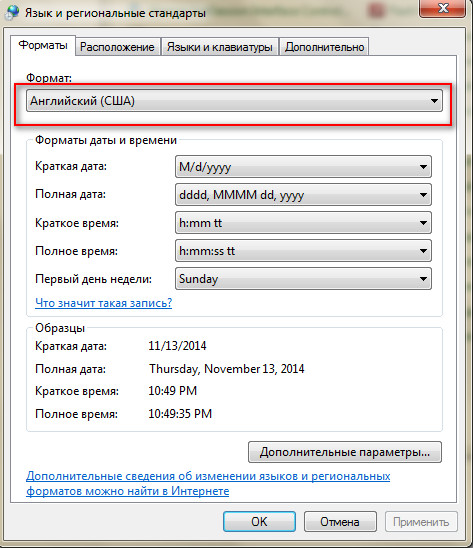 Язык и региональные стандарты
Форматы Расположение Языки и клавиатуры Дополнительно
Формат:
Английский (США)
Форматы даты и времени
Краткая дата: M/d/yyyy
Полная дата: dddd, MMMM dd, yyyy
Краткое время: h:mm tt
Полное время: h:mm:ss tt
Первый день недели: Sunday
Что значит такая запись?
Образцы
Краткая дата: 11/13/2014
Полная дата: Thursday, November 13, 2014
Краткое время: 10:49 PM
Полное время: 10:49:35 PM
Дополнительные параметры...
Дополнительные сведения об изменении языков и региональных
форматов можно найти в Интернете
OK Отмена Применить